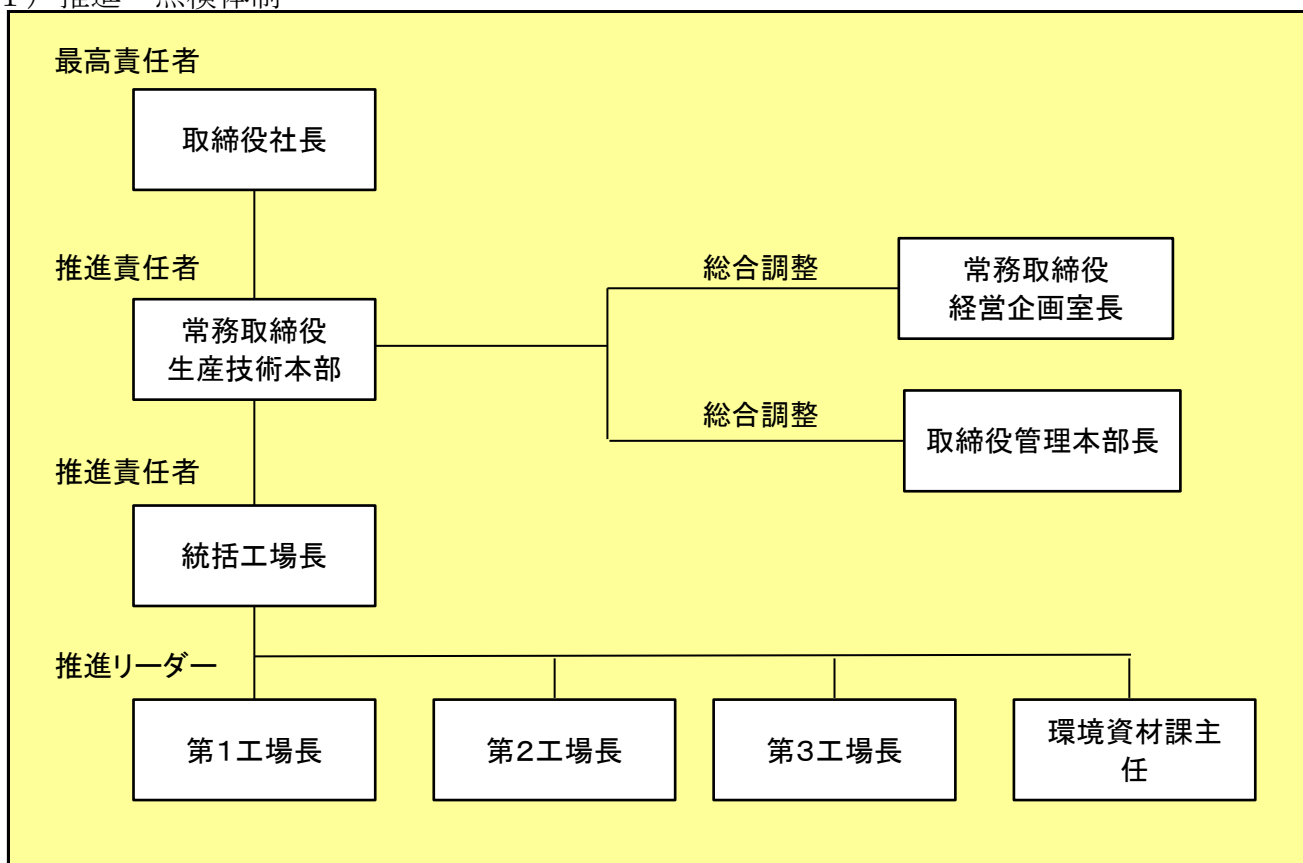 最高責任者
取締役社長
推進責任者
総合調整
常務取締役
経営企画室長
常務取締役
生産技術本部
総合調整
取締役管理本部長
推進責任者
統括工場長
推進リーダー
第1工場長
第2工場長
第3工場長
環境資材課主
任